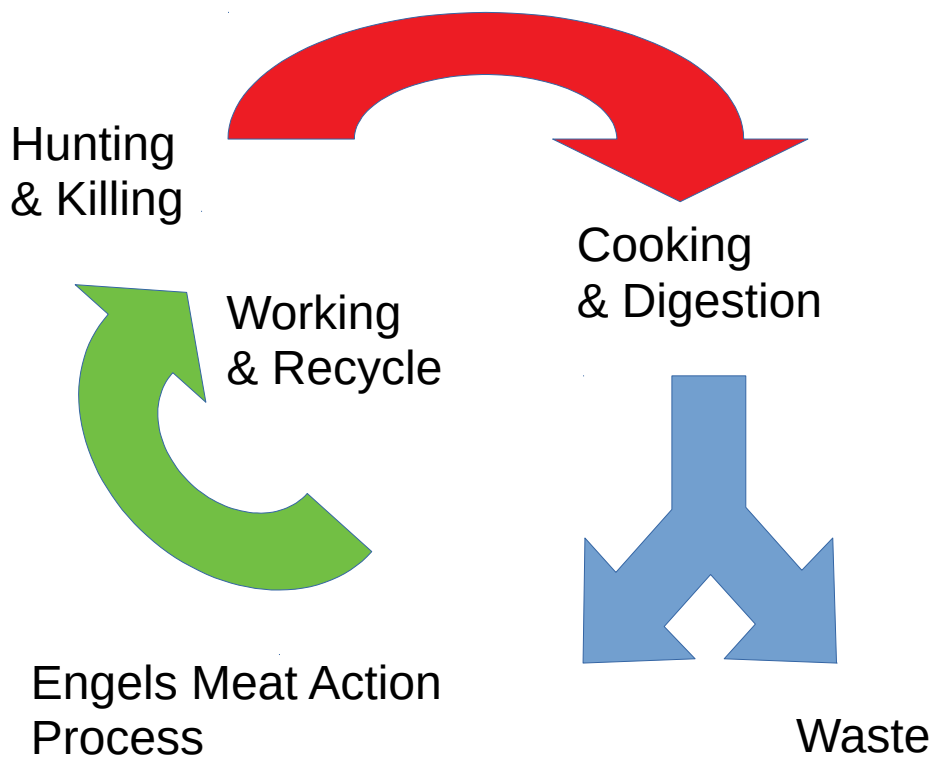 Hunting
& Killing
Cooking
& Digestion
Working
& Recycle
Engels Meat Action
Process
Waste